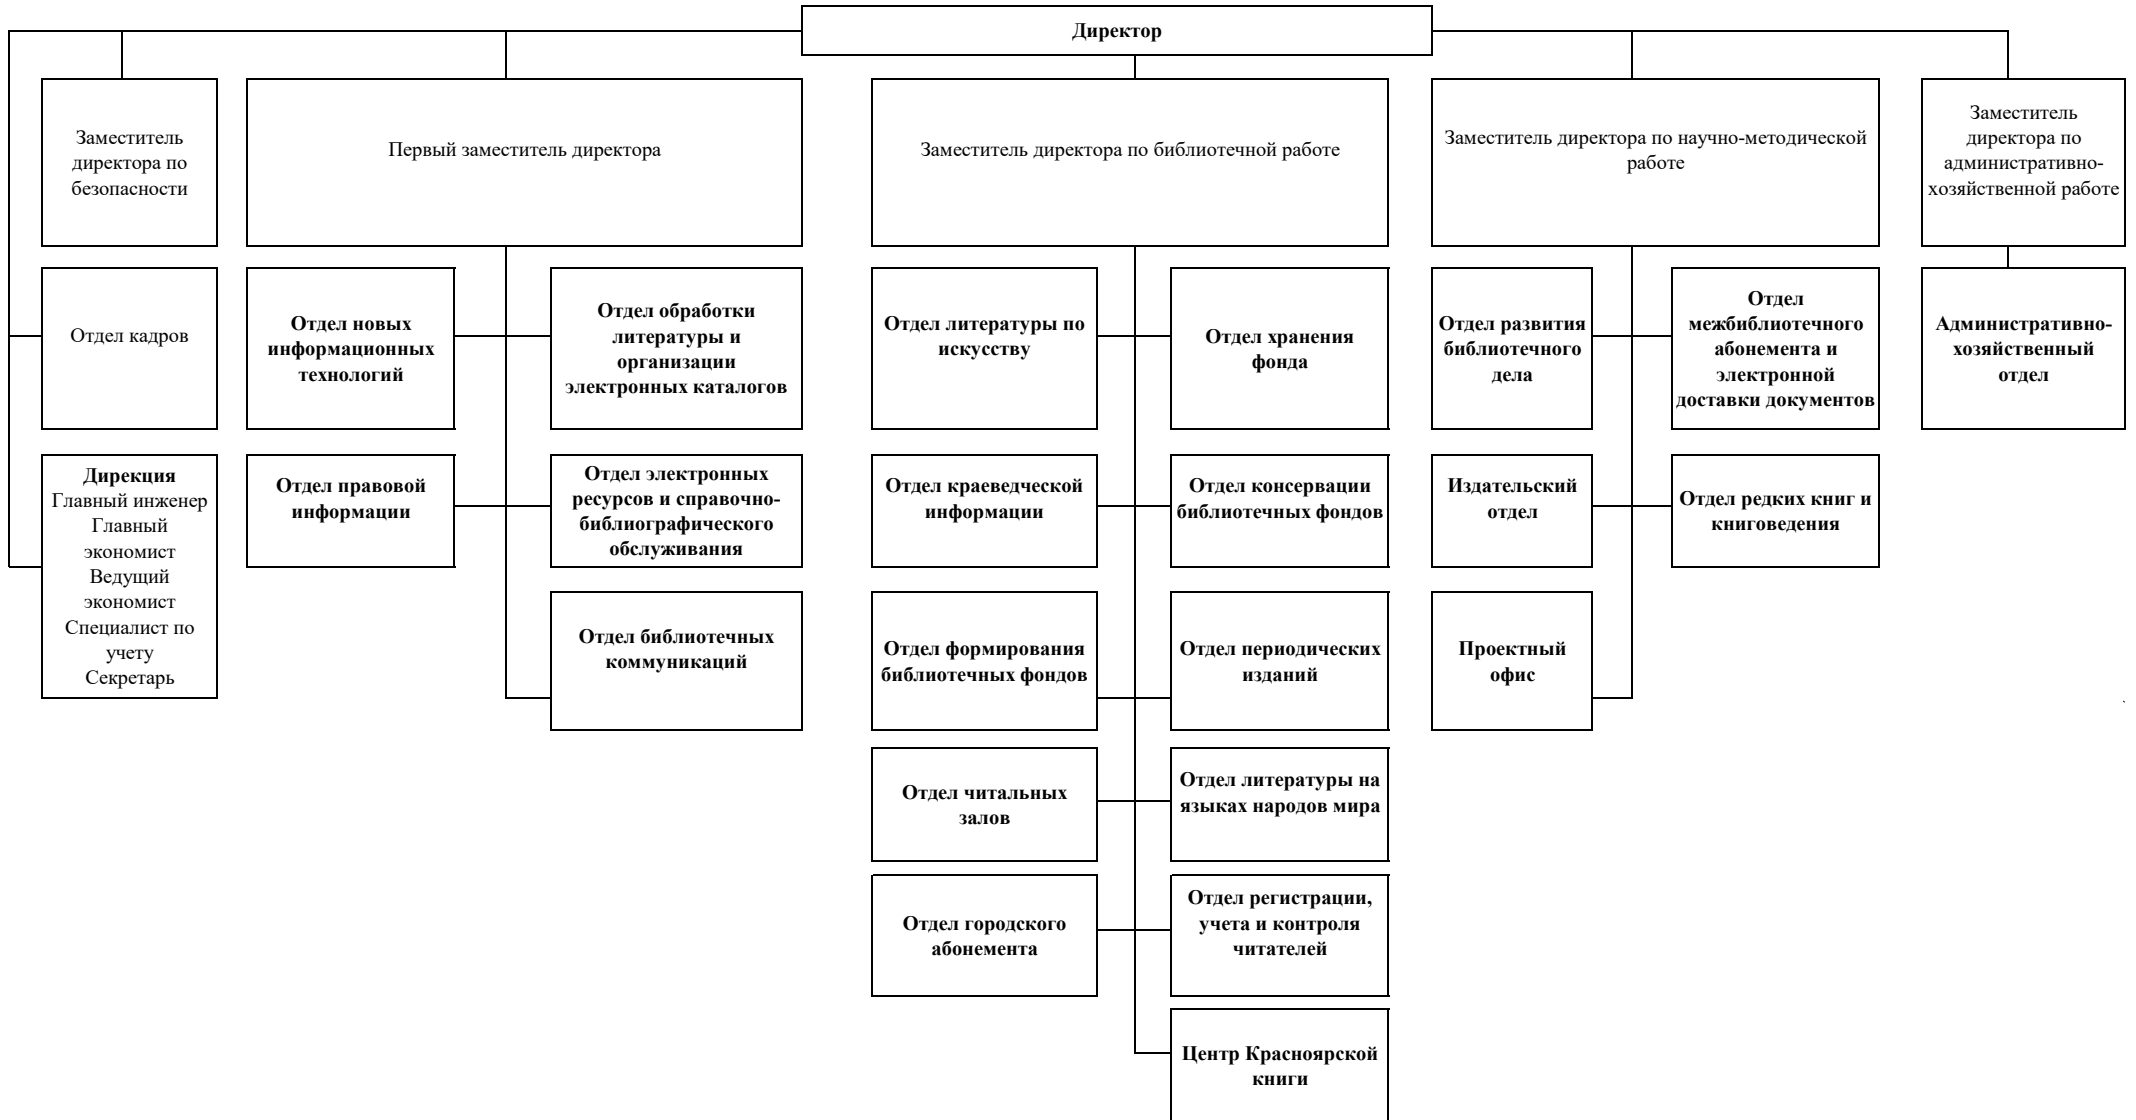 Директор
Заместитель
директора по
безопасности
Первый заместитель директора
Заместитель директора по библиотечной работе
Заместитель директора по научно-методической
работе
Заместитель
директора по
административно-
хозяйственной работе
Отдел кадров
Отдел новых
информационных
технологий
Отдел обработки
литературы и
организации
электронных каталогов
Отдел литературы по
искусству
Отдел хранения
фонда
Отдел развития
библиотечного
дела
Отдел
межбиблиотечного
абонемента и
электронной
доставки документов
Административно-
хозяйственный
отдел
Дирекция
Главный инженер
Главный
экономист
Ведущий
экономист
Специалист по
учету
Секретарь
Отдел правовой
информации
Отдел электронных
ресурсов и справочно-
библиографического
обслуживания
Отдел краеведческой
информации
Отдел консервации
библиотечных фондов
Издательский
отдел
Отдел редких книг и
книговедения
Отдел библиотечных
коммуникаций
Отдел формирования
библиотечных фондов
Отдел периодических
изданий
Проектный
офис
Отдел читальных
залов
Отдел литературы на
языках народов мира
Отдел городского
абонемента
Отдел регистрации,
учета и контроля
читателей
Центр Красноярской
книги